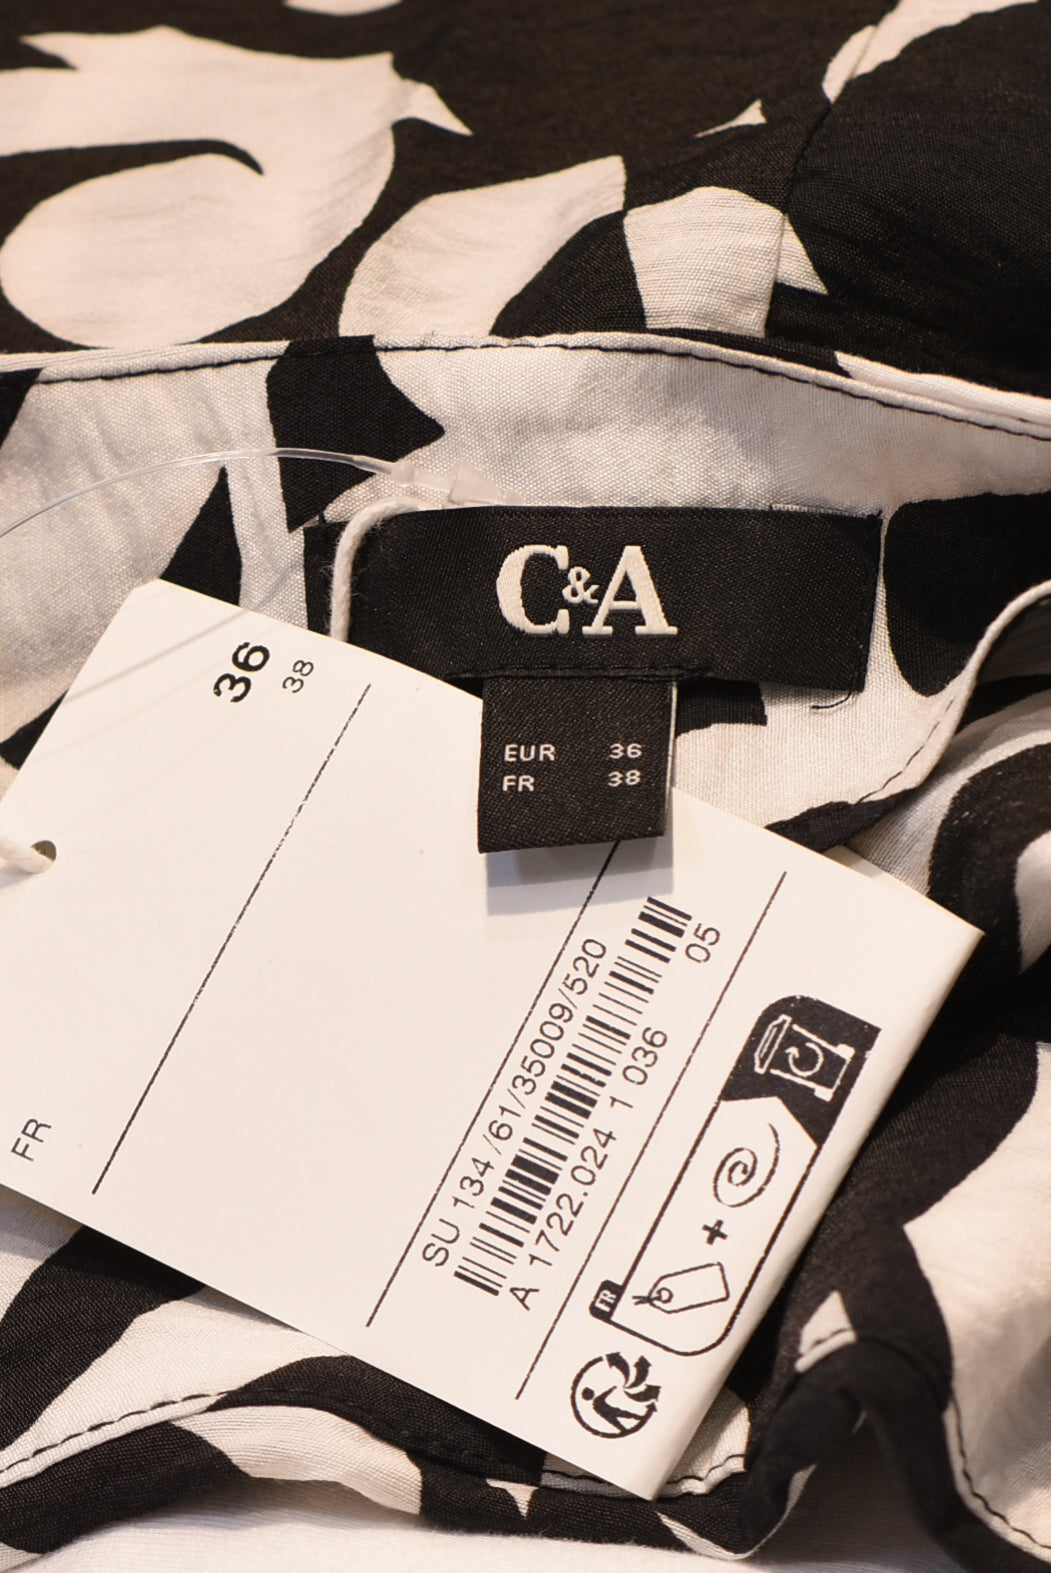 C&A
EUR 36
FR 38
36
38
FR
SU 134 /61/35009/520
05
A 1722.024 1 036
+
FR